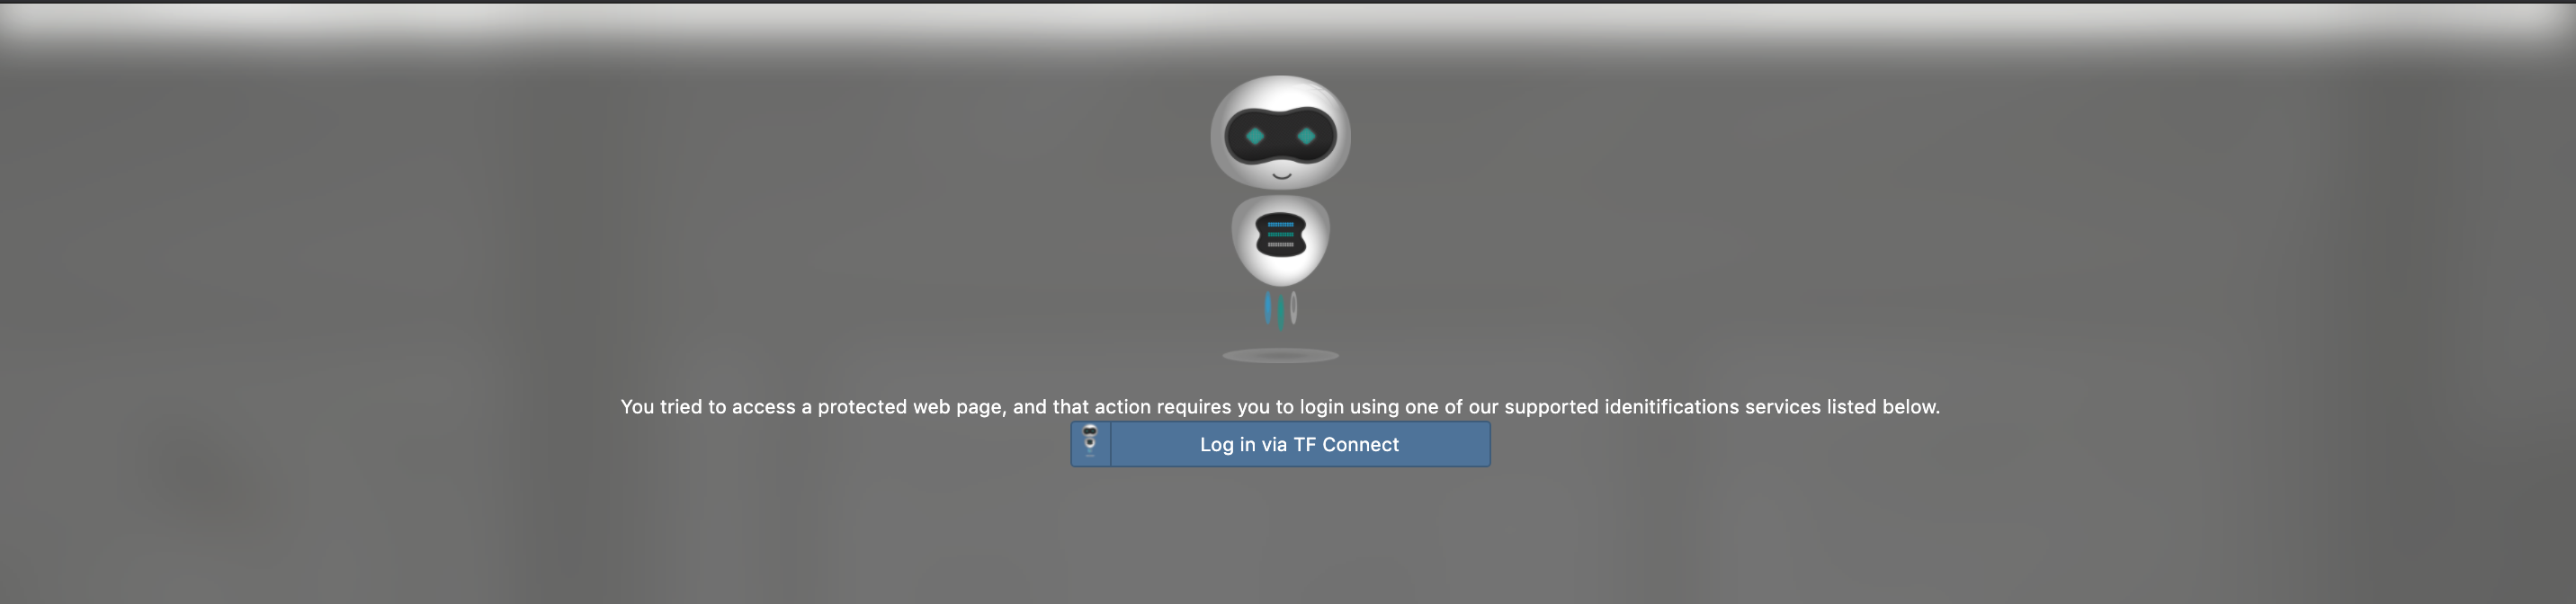 You tried to access a protected web page, and that action requires you to login using one of our supported idenitifications services listed below.
Log in via TF Connect